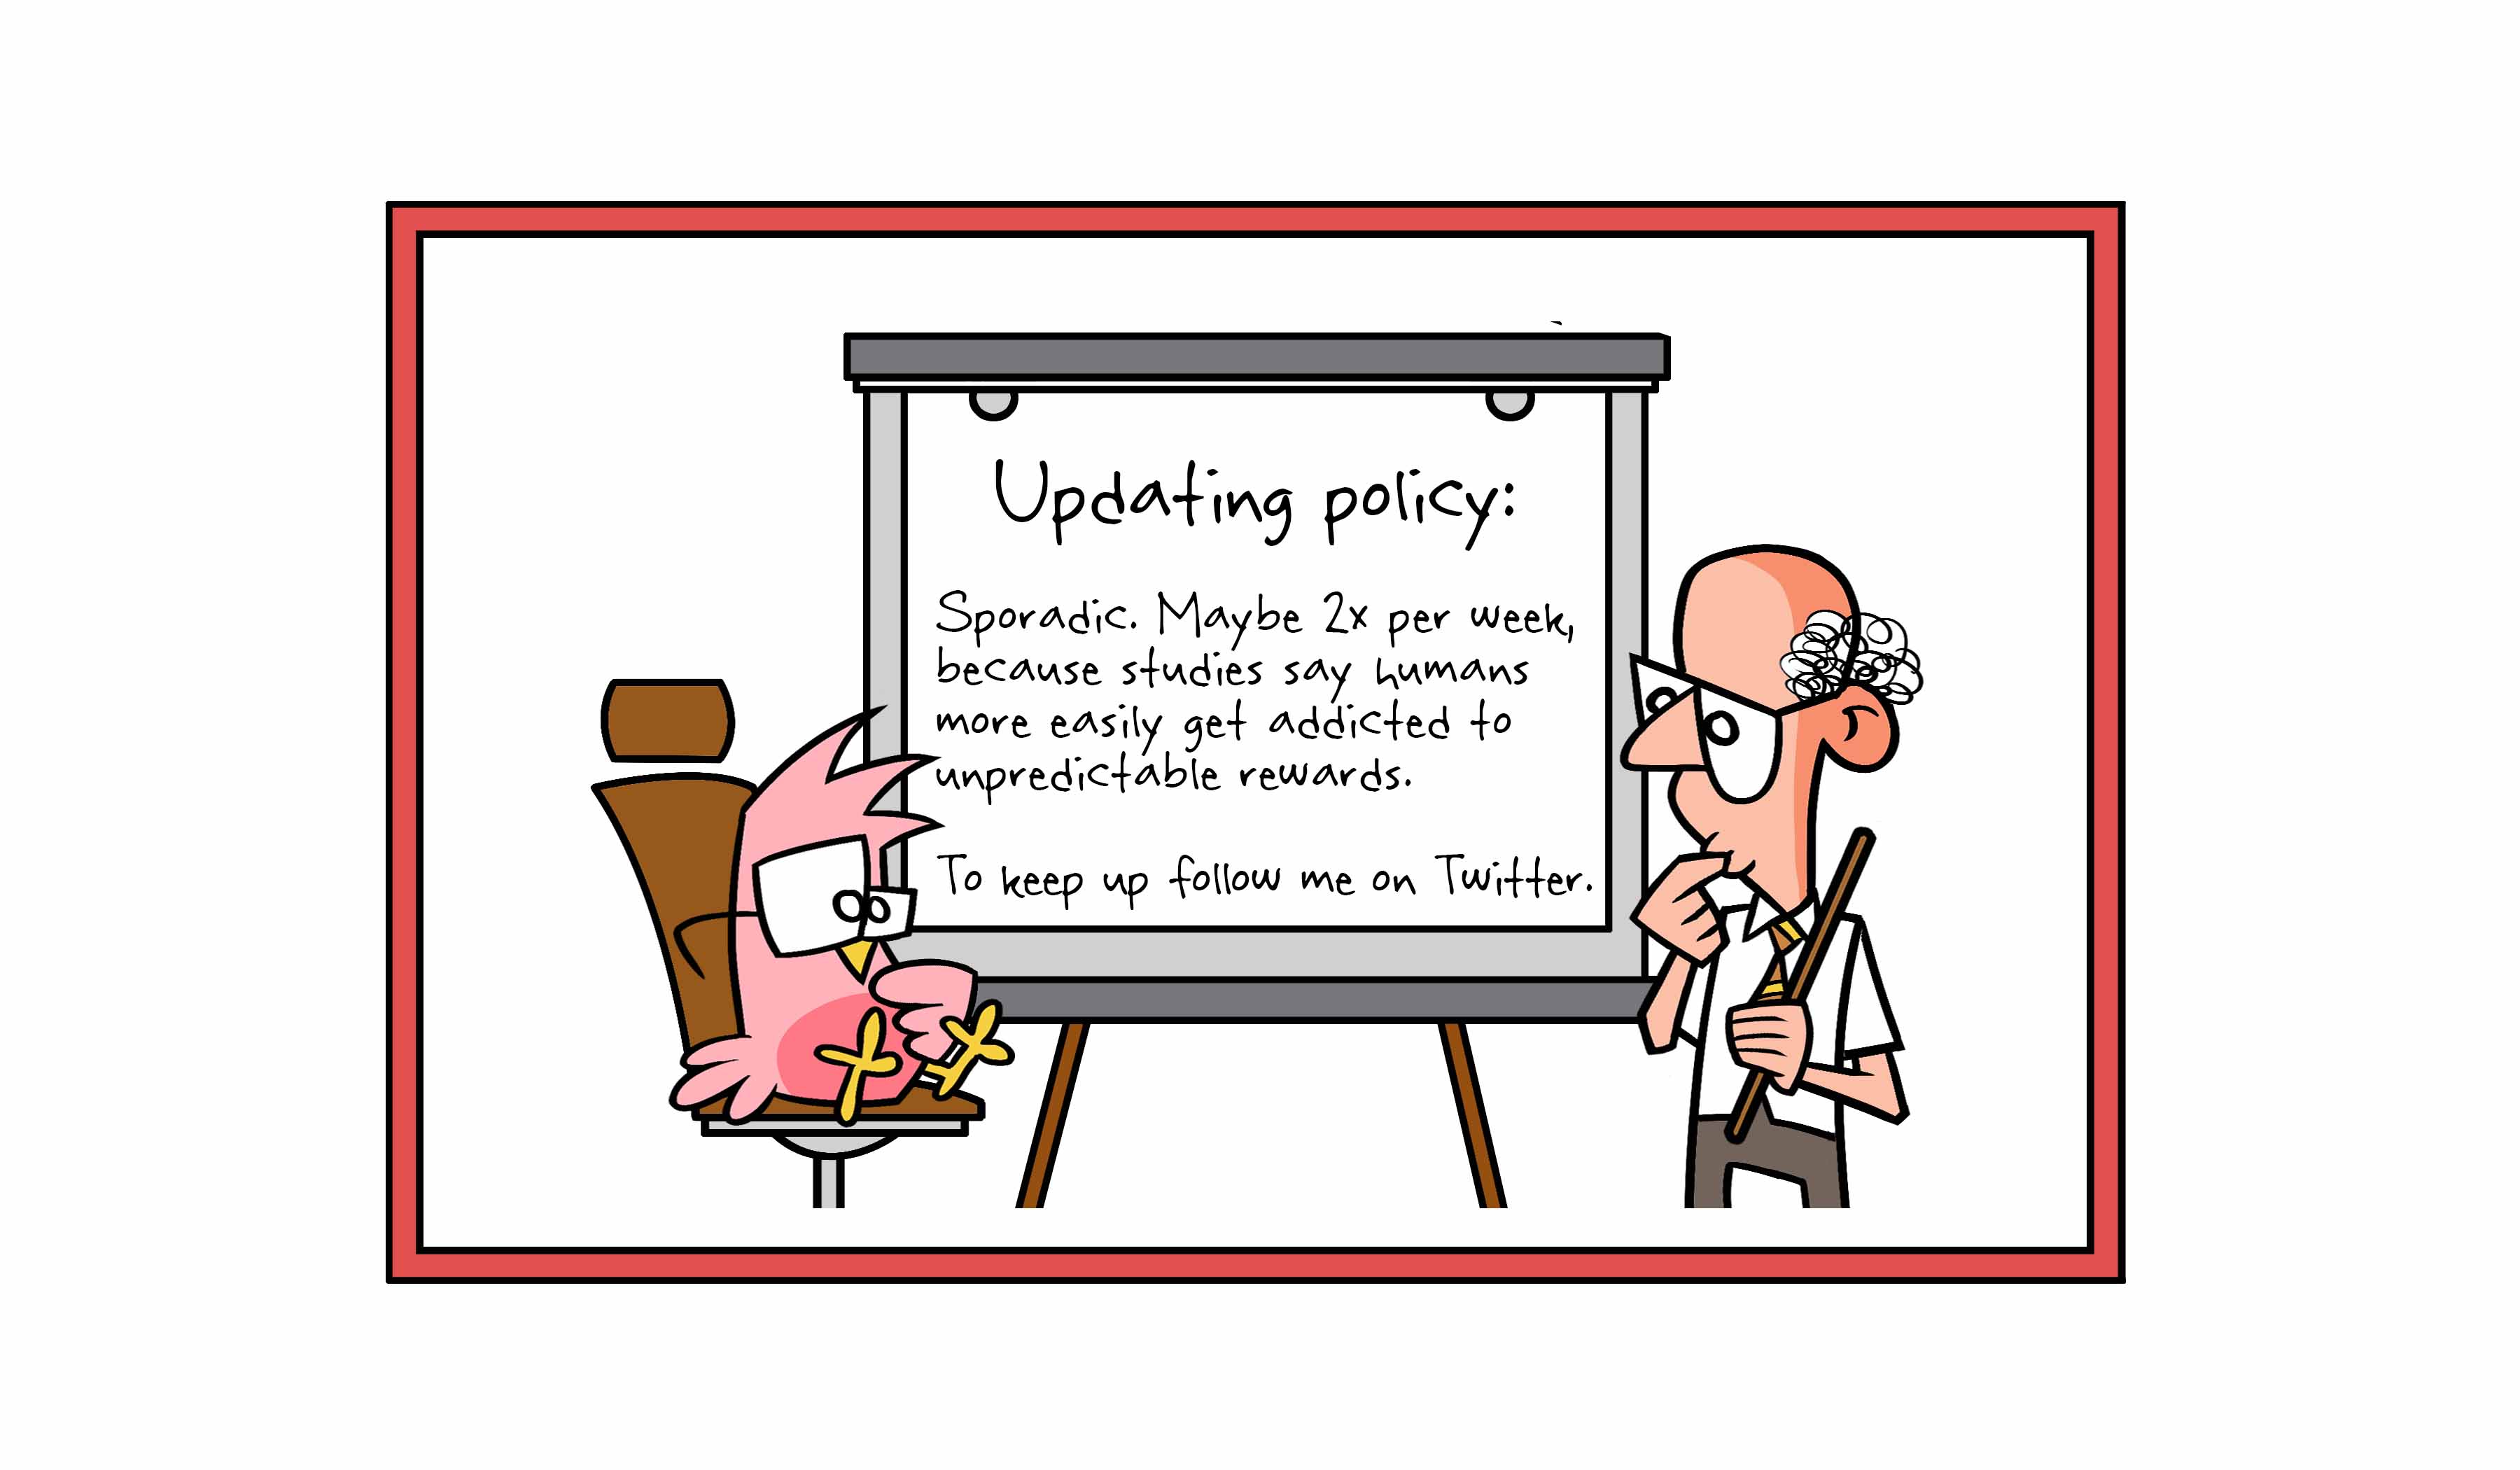 Updating policy:
Sporadic. Maybe 2x per week,
because studies say humans
more easily get addicted to
unpredictable rewards.
To keep up follow me on Twitter.